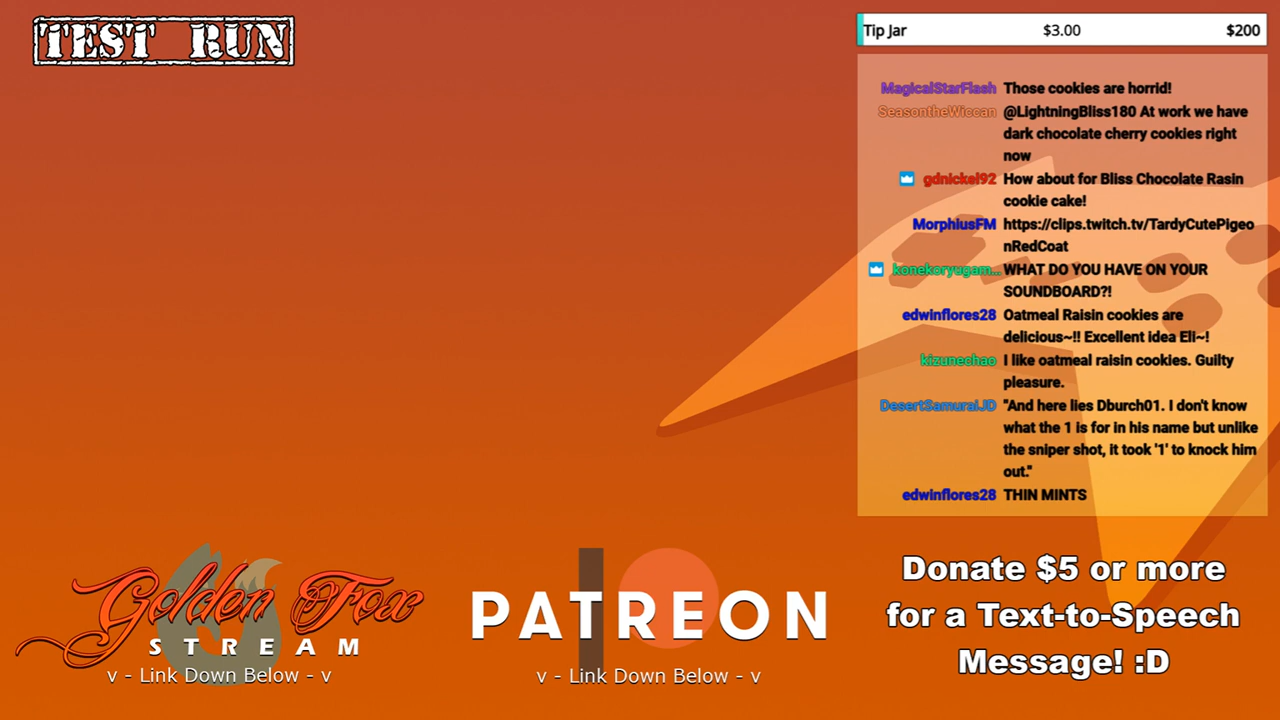 TEST RUN
Tip Jar $3.00 $200
MagicalStarFlash Those cookies are horrid!
SeasontheWiccan @LightningBliss180 At work we have
dark chocolate cherry cookies right
now
gdnickel92 How about for Bliss Chocolate Rasin
cookie cake!
MorphiusFM https://clips.twitch.tv/TardyCutePigeo
nRedCoat
konekoryugam... WHAT DO YOU HAVE ON YOUR
SOUNDBOARD?!
edwinflores28 Oatmeal Raisin cookies are
delicious~!! Excellent idea Eli~!
kizunechao I like oatmeal raisin cookies. Guilty
pleasure.
DesertSamuraiJD "And here lies Dburch01. I don't know
what the 1 is for in his name but unlike
the sniper shot, it took '1' to knock him
out."
edwinflores28 THIN MINTS
Golden Fox
STREAM
v - Link Down Below - v
PATREON
v - Link Down Below - v
Donate $5 or more
for a Text-to-Speech
Message! :D